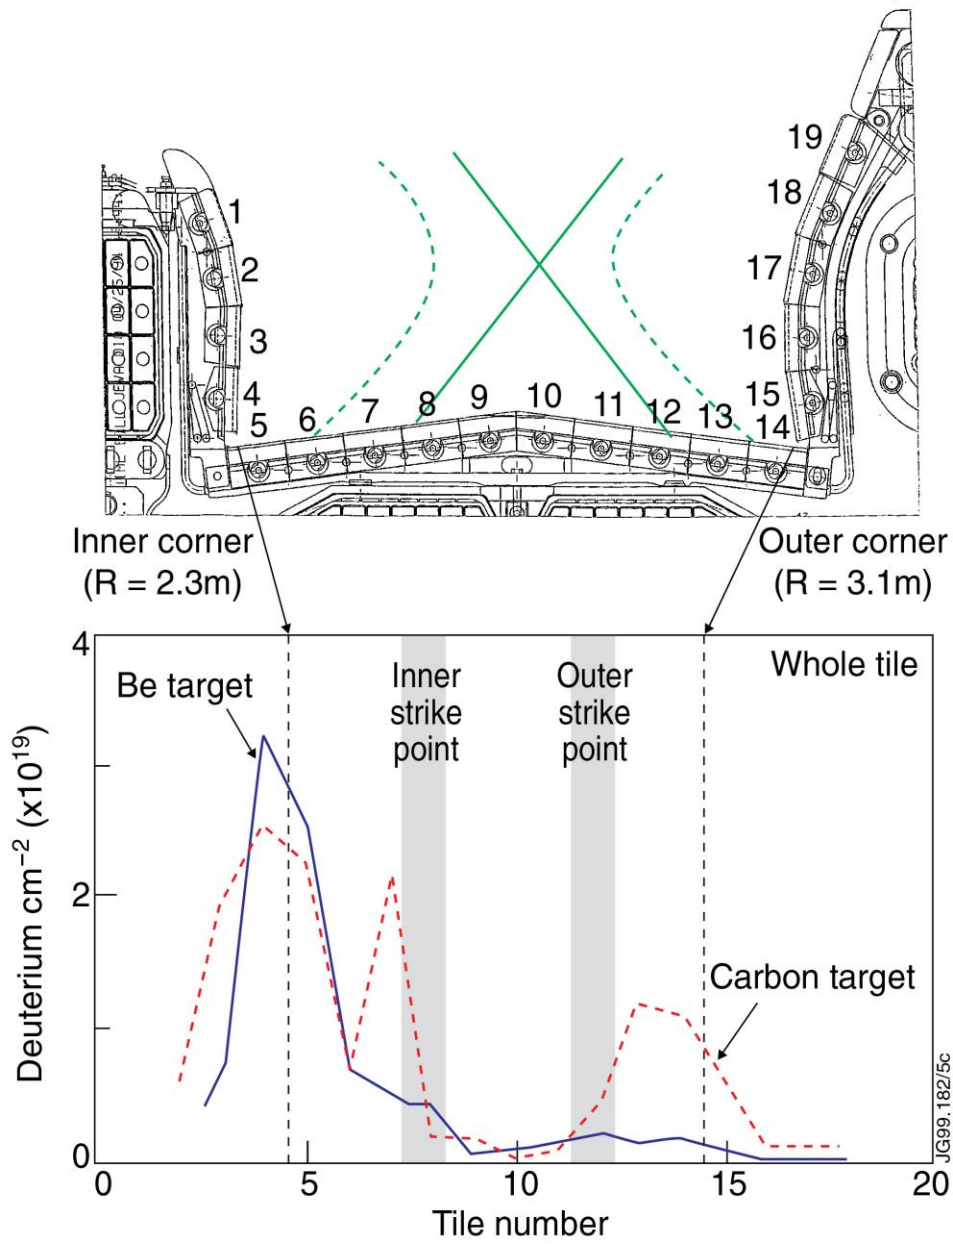 19
1
18
2
17
3
16
4
15
5 6 7 8 9 10 11 12 13 14
Inner corner
(R = 2.3m)
Outer corner
(R = 3.1m)
4
Whole tile
Be target
Inner
strike
point
Outer
strike
point
Deuterium cm⁻² (x10¹⁹)
2
Carbon target
0
0 5 10 15 20
Tile number
JG99.182/5c